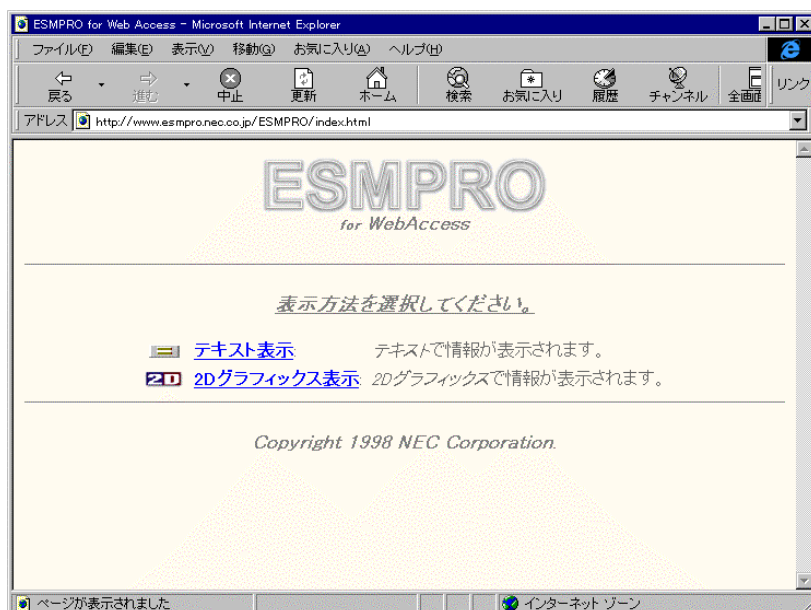 ESMPRO for Web Access - Microsoft Internet Explorer
ファイル(F) 編集(E) 表示(V) 移動(G) お気に入り(A) ヘルプ(H)
戻る 進む 中止 更新 ホーム 検索 お気に入り 履歴 チャンネル 全画面 リンク
アドレス http://www.esmpro.nec.co.jp/ESMPRO/index.html
ESMPRO
for WebAccess
表示方法を選択してください。
テキスト表示: テキストで情報が表示されます。
2D 2Dグラフィックス表示: 2Dグラフィックスで情報が表示されます。
Copyright 1998 NEC Corporation.
ページが表示されました インターネット ゾーン